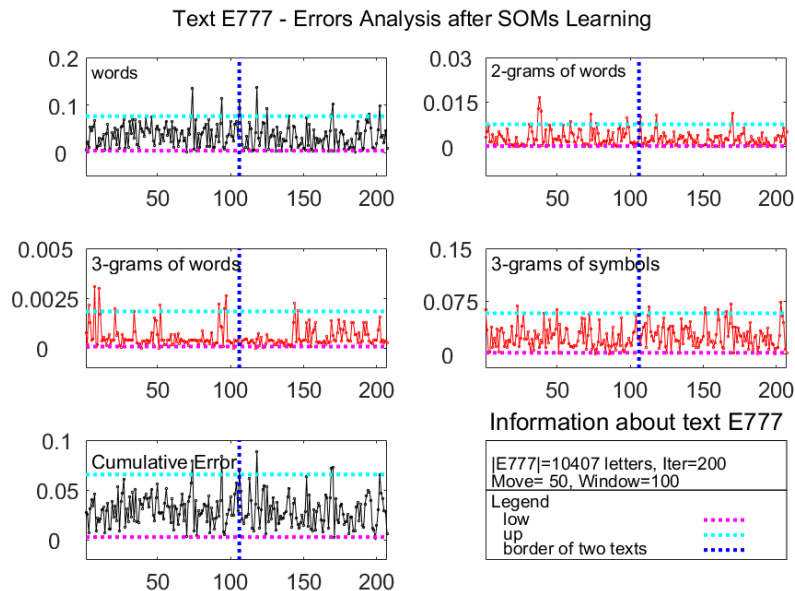 Text E777 - Errors Analysis after SOMs Learning
0.2
0.1
0
words
50 100 150 200
0.03
0.015
0
2-grams of words
50 100 150 200
0.005
0.0025
0
3-grams of words
50 100 150 200
0.15
0.075
0
3-grams of symbols
50 100 150 200
0.1
0.05
0
Cumulative Error
50 100 150 200
Information about text E777
|E777|=10407 letters, Iter=200
Move= 50, Window=100
Legend
low
up
border of two texts